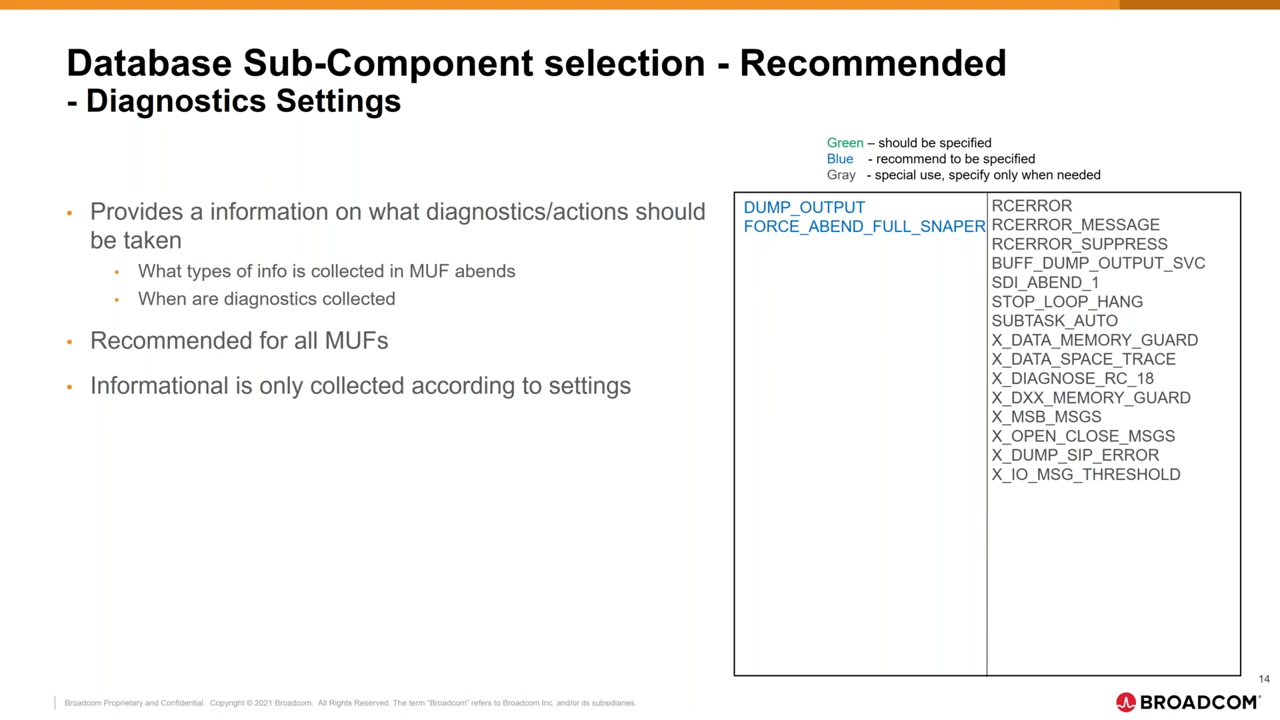 Database Sub-Component selection - Recommended
- Diagnostics Settings
Green – should be specified
Blue - recommend to be specified
Gray - special use, specify only when needed
• Provides a information on what diagnostics/actions should
be taken
• What types of info is collected in MUF abends
• When are diagnostics collected
• Recommended for all MUFs
• Informational is only collected according to settings
DUMP_OUTPUT
FORCE_ABEND_FULL_SNAPER
RCERROR
RCERROR_MESSAGE
RCERROR_SUPPRESS
BUFF_DUMP_OUTPUT_SVC
SDI_ABEND_1
STOP_LOOP_HANG
SUBTASK_AUTO
X_DATA_MEMORY_GUARD
X_DATA_SPACE_TRACE
X_DIAGNOSE_RC_18
X_DXX_MEMORY_GUARD
X_MSB_MSGS
X_OPEN_CLOSE_MSGS
X_DUMP_SIP_ERROR
X_IO_MSG_THRESHOLD
14
Broadcom Proprietary and Confidential. Copyright © 2021 Broadcom. All Rights Reserved. The term “Broadcom” refers to Broadcom Inc. and/or its subsidiaries.
BROADCOM®